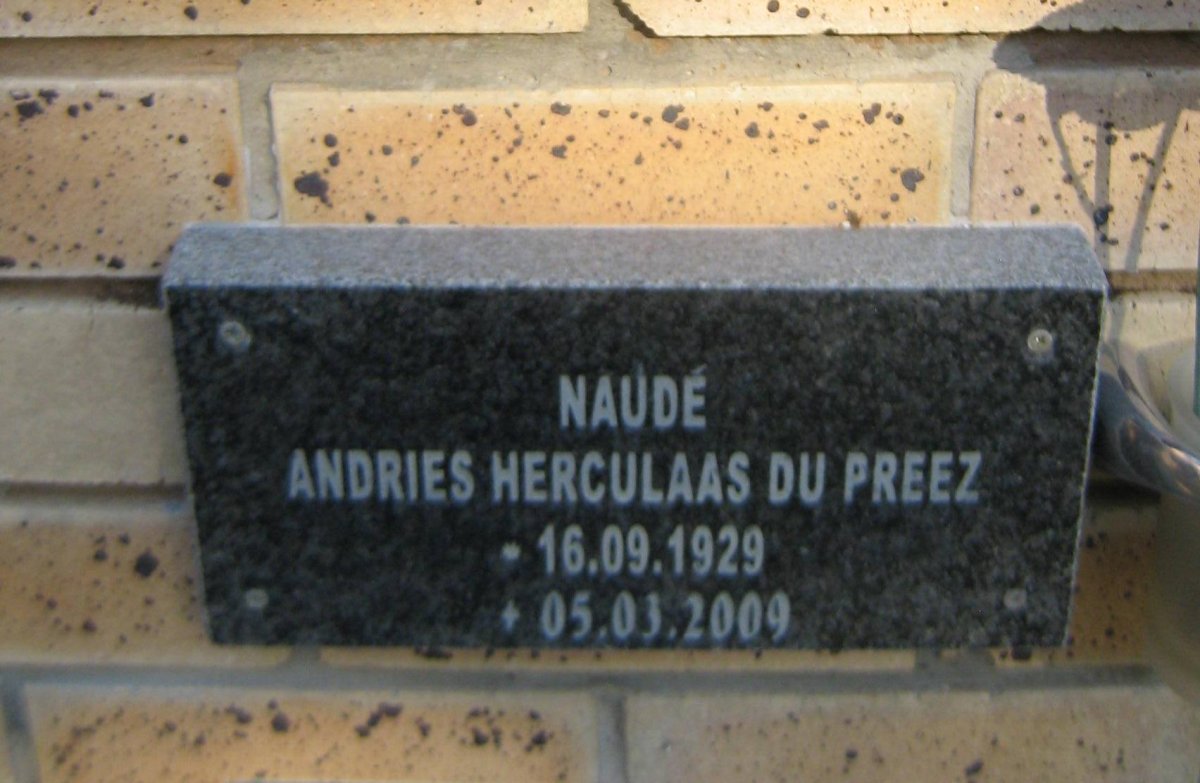 NAUDÉ
ANDRIES HERCULAAS DU PREEZ
* 16.09.1929
+ 05.03.2009